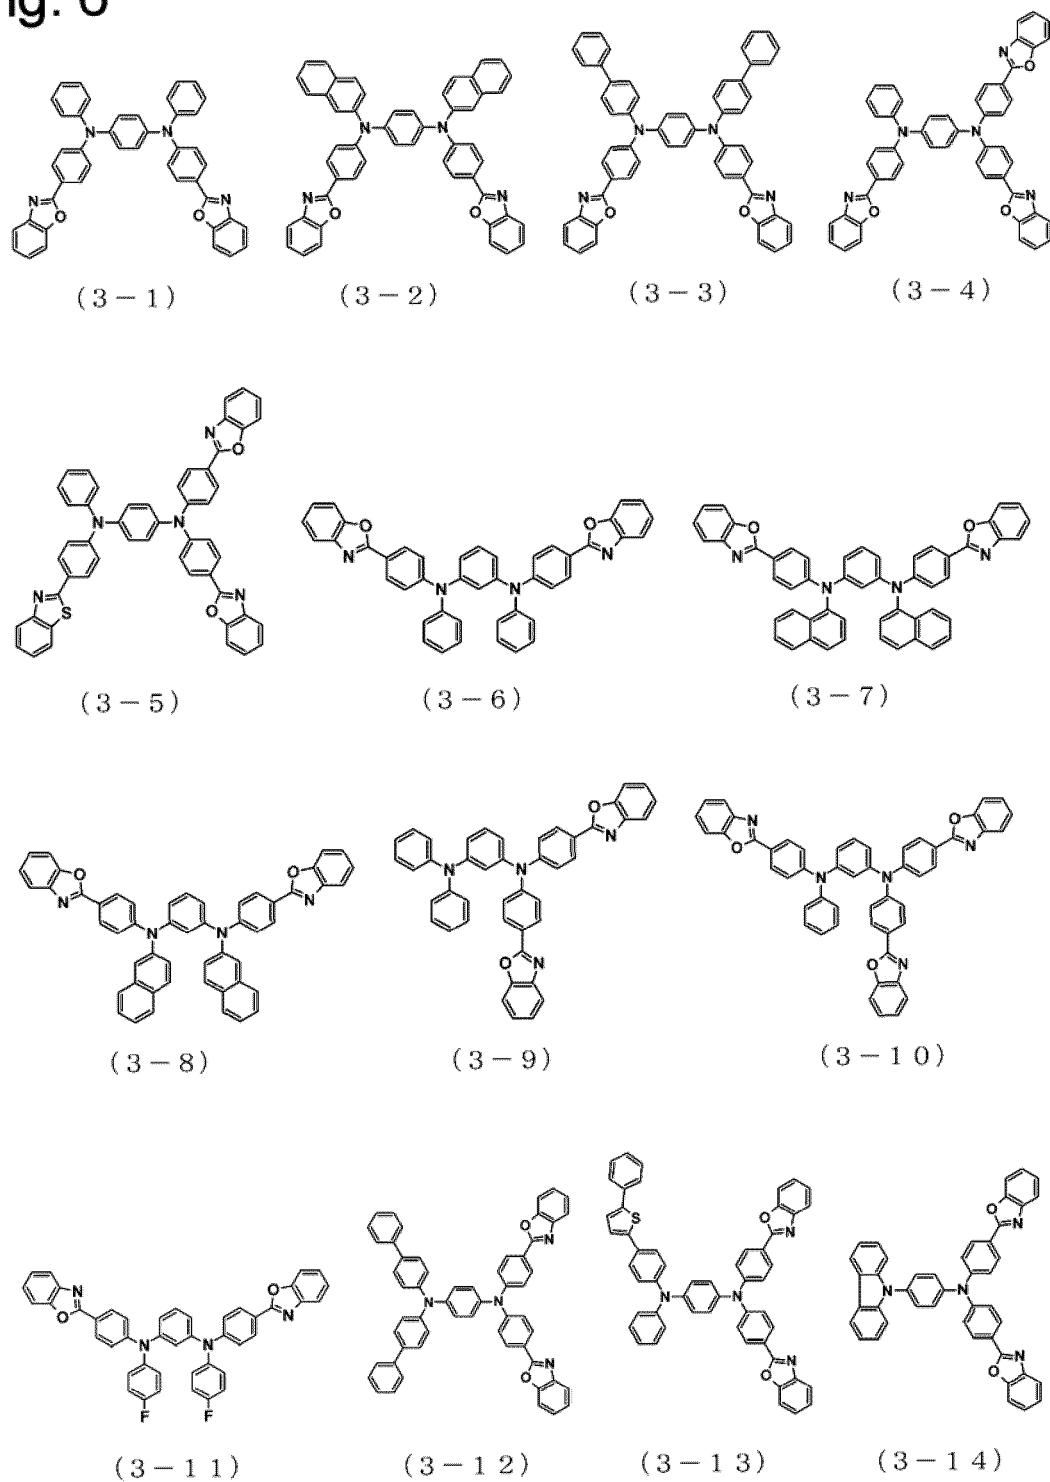 ig. 6
N N N O O N
N N N O O N
N N N O O N
N O N N N O O N
N O N N N S O N
O N N N O N
O N N N O N
O N N N O N
N N O N O N
N O N N O N O N
N O N N O N F F
N N O N N O
S N N O N N O
N N O N N O
(3-1) (3-2) (3-3) (3-4)
(3-5) (3-6) (3-7)
(3-8) (3-9) (3-10)
(3-11) (3-12) (3-13) (3-14)